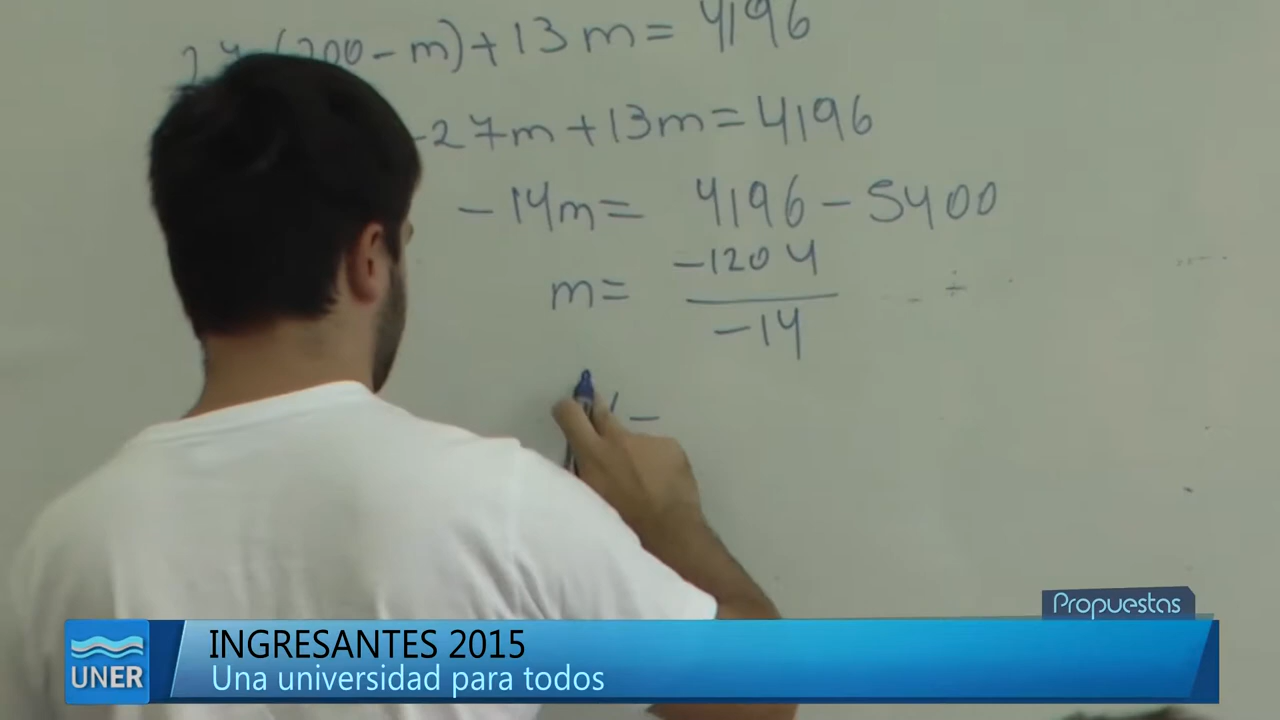 27 (200 - m) + 13m = 4196
-27m + 13m = 4196
-14m = 4196 - 5400
m = -1204
-14
Propuestas
INGRESANTES 2015
UNER
Una universidad para todos